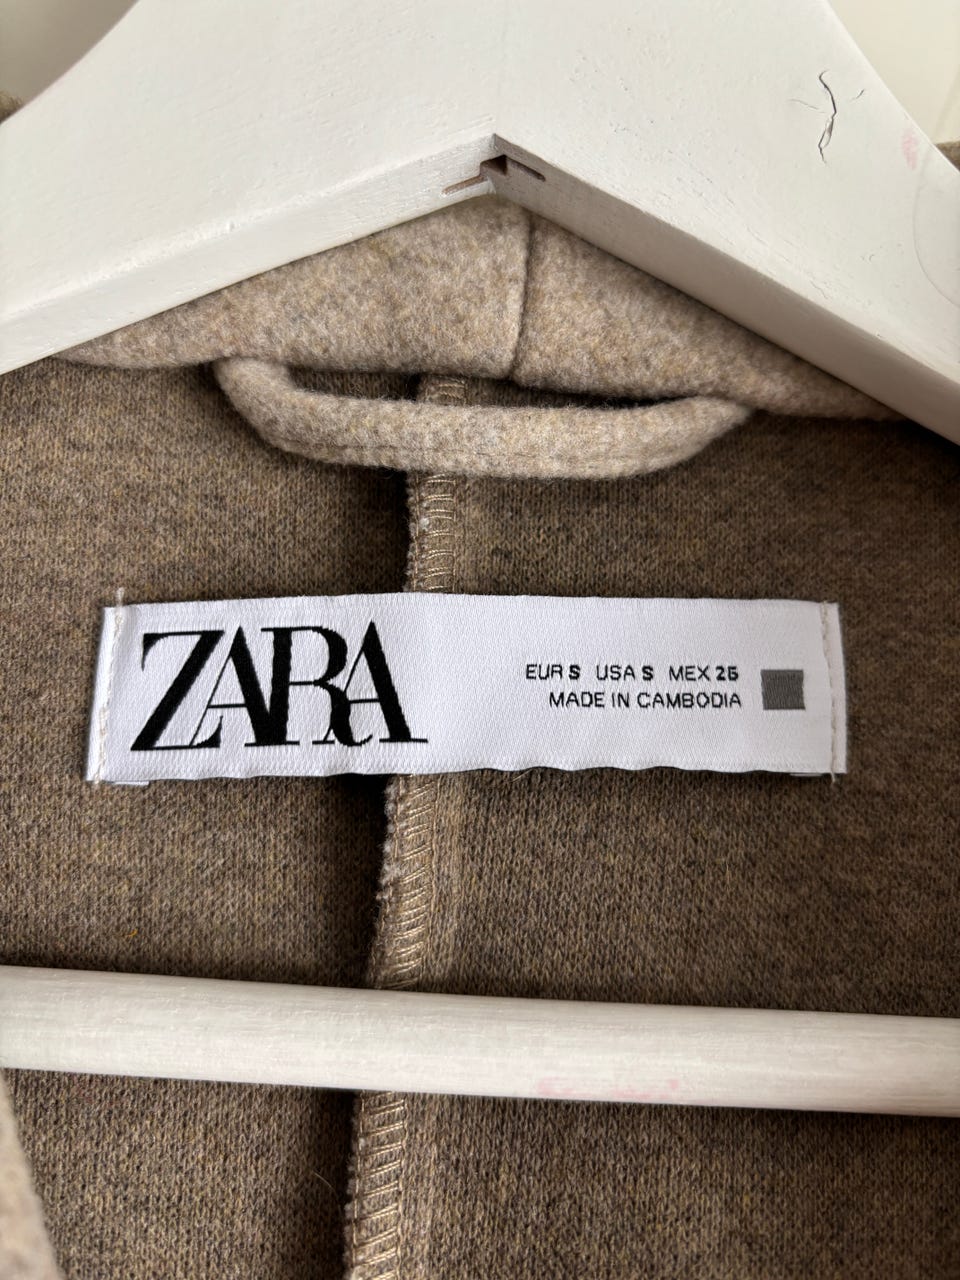 ZARA
EUR S USA S MEX 26
MADE IN CAMBODIA